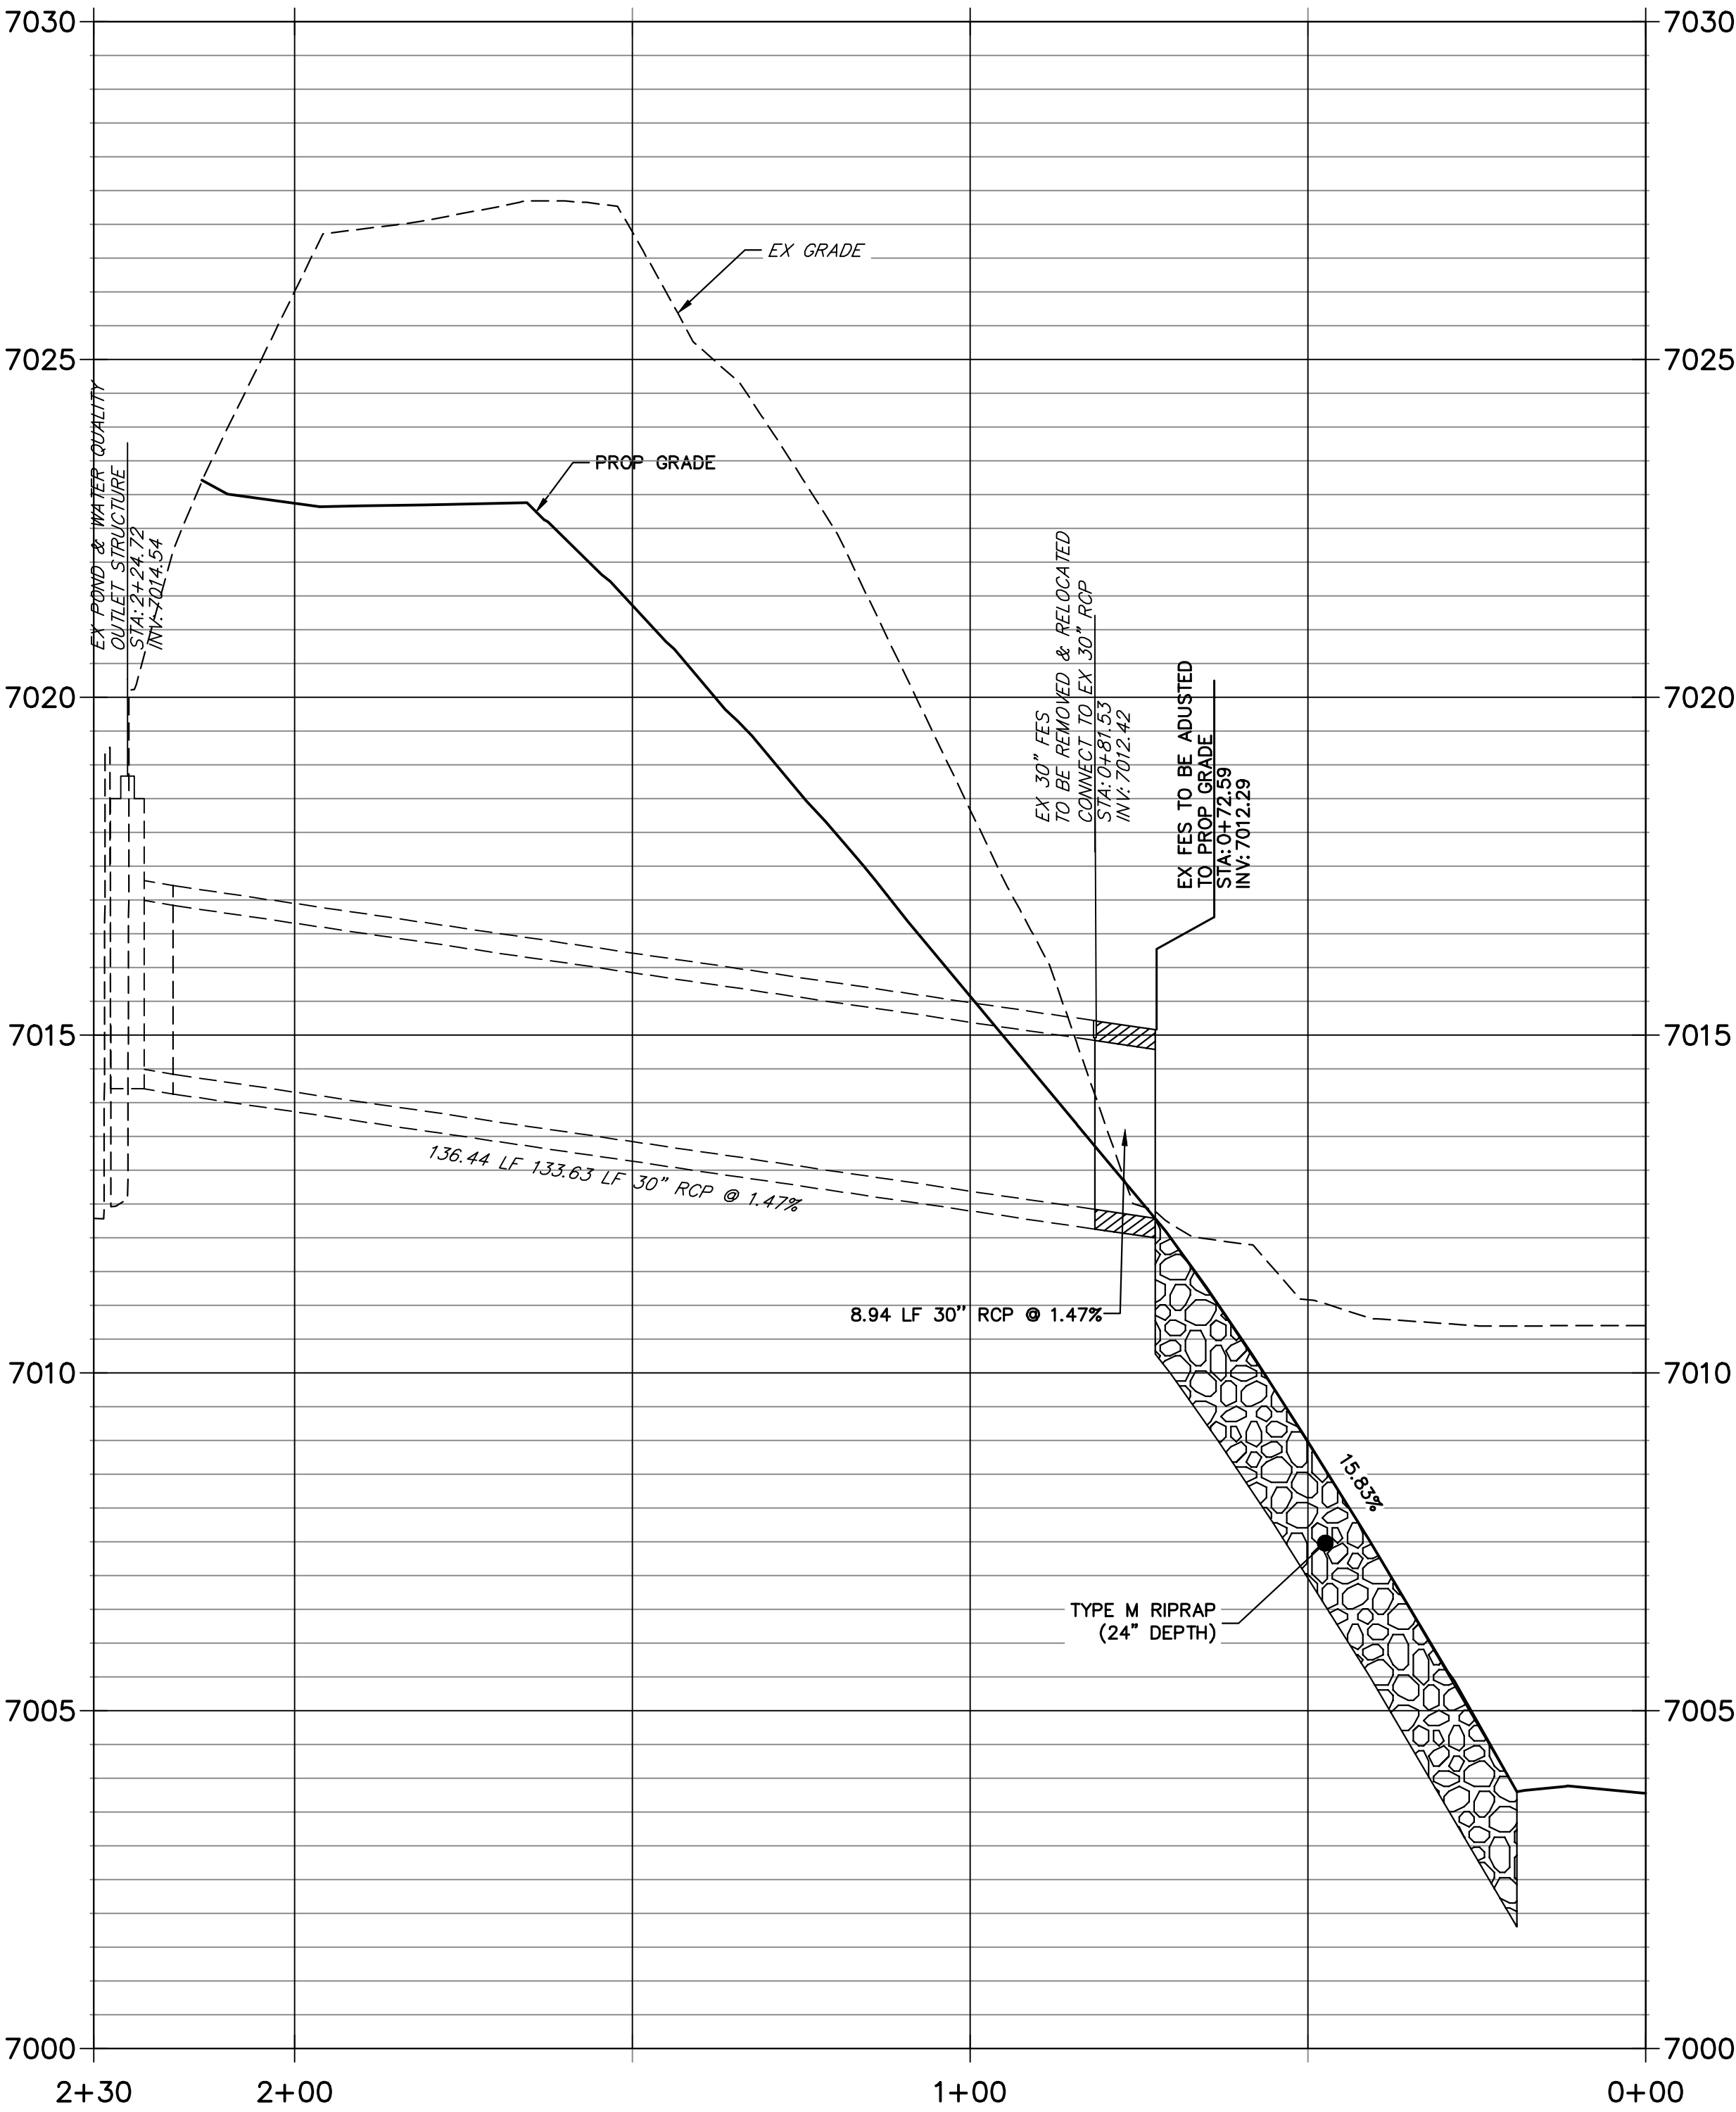 7030
7030
EX GRADE
7025
7025
EX POND & WATER QUALITY
OUTLET STRUCTURE
STA: 2+24.72
INV: 7014.54
PROP GRADE
EX 30" FES
TO BE REMOVED & RELOCATED
CONNECT TO EX 30" RCP
STA: 0+81.53
INV: 7012.42
EX FES TO BE ADUSTED
TO PROP GRADE
STA: 0+72.59
INV: 7012.29
7020
7020
7015
7015
136.44 LF 133.63 LF 30" RCP @ 1.47%
8.94 LF 30" RCP @ 1.47%
7010
7010
15.83%
TYPE M RIPRAP
(24" DEPTH)
7005
7005
7000
7000
2+30
2+00
1+00
0+00